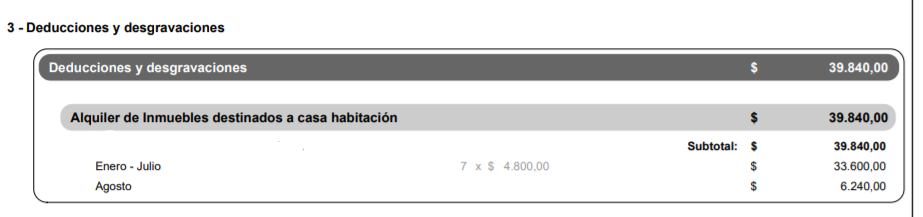 3 - Deducciones y desgravaciones
Deducciones y desgravaciones $ 39.840,00
Alquiler de Inmuebles destinados a casa habitación $ 39.840,00
Subtotal: $ 39.840,00
Enero - Julio 7 x $ 4.800,00 $ 33.600,00
Agosto $ 6.240,00